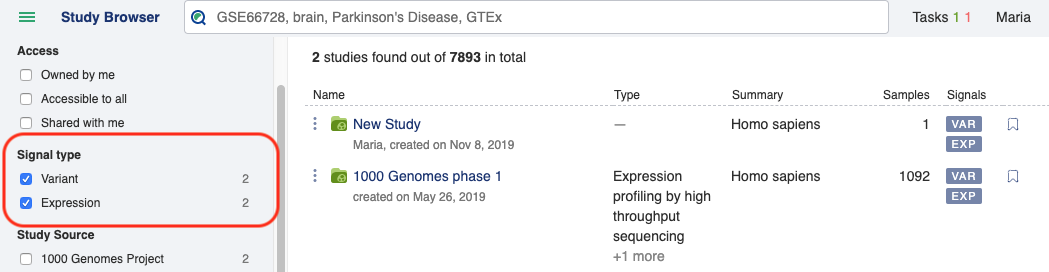 Study Browser GSE66728, brain, Parkinson's Disease, GTEx Tasks 1 1 Maria
Access
Owned by me
Accessible to all
Shared with me
Signal type
Variant 2
Expression 2
Study Source
1000 Genomes Project 2
2 studies found out of 7893 in total
Name Type Summary Samples Signals
New Study — Homo sapiens 1 VAR
Maria, created on Nov 8, 2019 EXP
1000 Genomes phase 1 Expression Homo sapiens 1092 VAR
created on May 26, 2019 profiling by high EXP
throughput
sequencing
+1 more